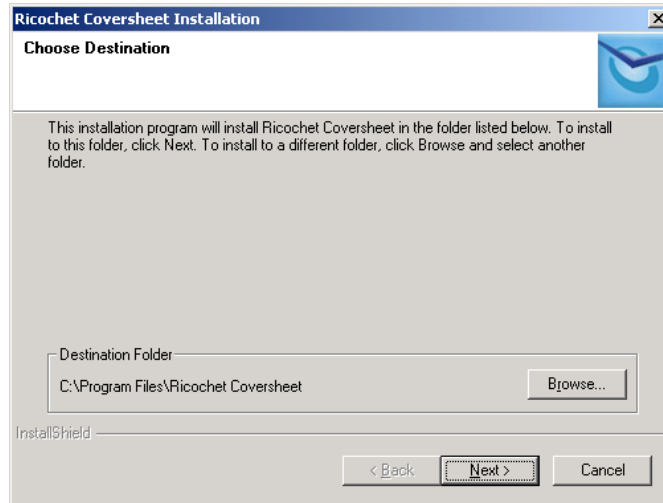 Ricochet Coversheet Installation
Choose Destination
This installation program will install Ricochet Coversheet in the folder listed below. To install
to this folder, click Next. To install to a different folder, click Browse and select another
folder.
Destination Folder
C:\Program Files\Ricochet Coversheet
Browse...
InstallShield
< Back
Next >
Cancel